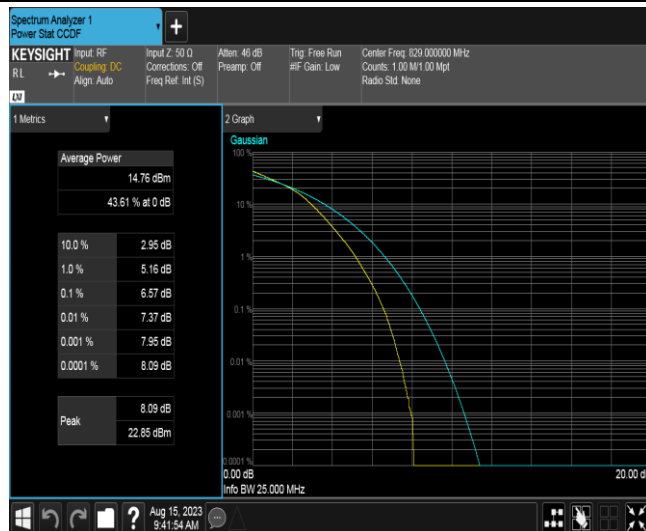 Spectrum Analyzer 1
Power Stat CCDF
+
KEYSIGHT
RL
Input: RF
Coupling: DC
Align: Auto
Input Z: 50 Ω
Corrections: Off
Freq Ref: Int (S)
Atten: 46 dB
Preamp: Off
Trig: Free Run
#IF Gain: Low
Center Freq: 829.000000 MHz
Counts: 1.00 M/1.00 Mpt
Radio Std: None
LXI
1 Metrics
Average Power
14.76 dBm
43.61 % at 0 dB
10.0 % 2.95 dB
1.0 % 5.16 dB
0.1 % 6.57 dB
0.01 % 7.37 dB
0.001 % 7.95 dB
0.0001 % 8.09 dB
Peak
8.09 dB
22.85 dBm
2 Graph
Gaussian
100 %
10 %
1 %
0.1 %
0.01 %
0.001 %
0.0001 %
0.00 dB
20.00 d
Info BW 25.000 MHz
?
Aug 15, 2023
9:41:54 AM